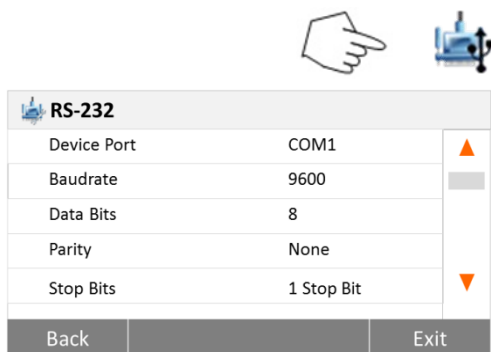 RS-232
Device Port COM1
Baudrate 9600
Data Bits 8
Parity None
Stop Bits 1 Stop Bit
Back Exit